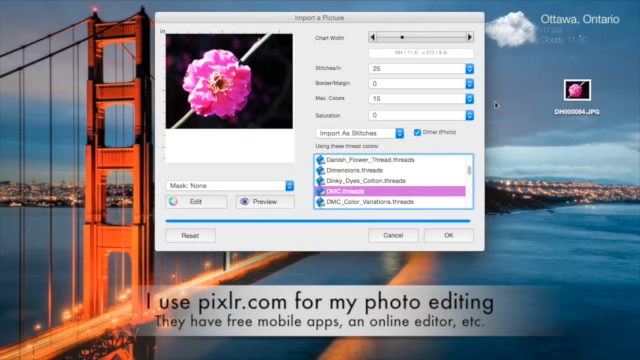 Import a Picture
in
Chart Width
Stitches/in
25
Border/Margin
0
Max. Colors
15
Saturation
0
Import As Stitches
Dither (Photo)
Using these thread colors:
Danish_Flower_Thread.threads
Dimensions.threads
Dinky_Dyes_Cotton.threads
DMC.threads
DMC_Color_Variations.threads
Mask: None
Edit
Preview
Reset
Cancel
OK
Ottawa, Ontario
DH000084.JPG
I use pixlr.com for my photo editing
They have free mobile apps, an online editor, etc.